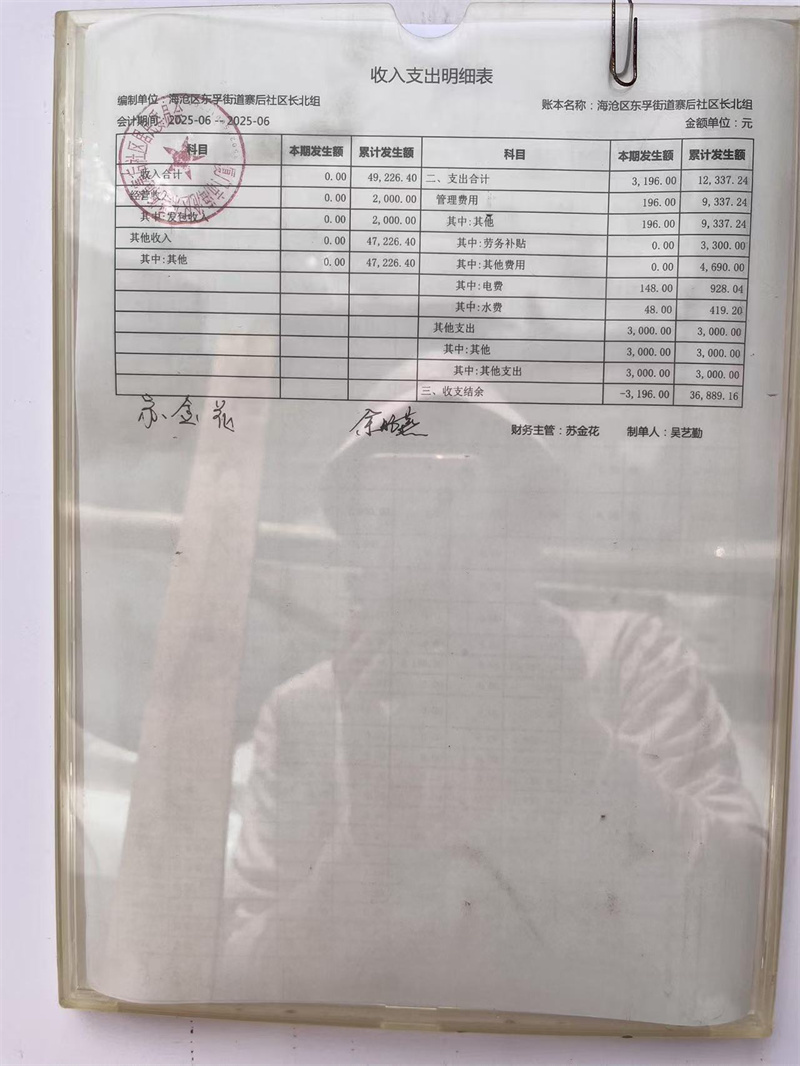 收入支出明细表
编制单位：海沧区东孚街道寨后社区长北组 账本名称：海沧区东孚街道寨后社区长北组
会计期间：2025-06 -- 2025-06 金额单位：元
科目 本期发生额 累计发生额 科目 本期发生额 累计发生额
收入合计 0.00 49,226.40 二、支出合计 3,196.00 12,337.24
经营收 0.00 2,000.00 管理费用 196.00 9,337.24
其中:发包收入 0.00 2,000.00 其中:其他 196.00 9,337.24
其他收入 0.00 47,226.40 其中:劳务补贴 0.00 3,300.00
其中:其他 0.00 47,226.40 其中:其他费用 0.00 4,690.00
其中:电费 148.00 928.04
其中:水费 48.00 419.20
其他支出 3,000.00 3,000.00
其中:其他 3,000.00 3,000.00
其中:其他支出 3,000.00 3,000.00
三、收支结余 -3,196.00 36,889.16
苏金花
财务主管：苏金花 制单人：吴艺勤